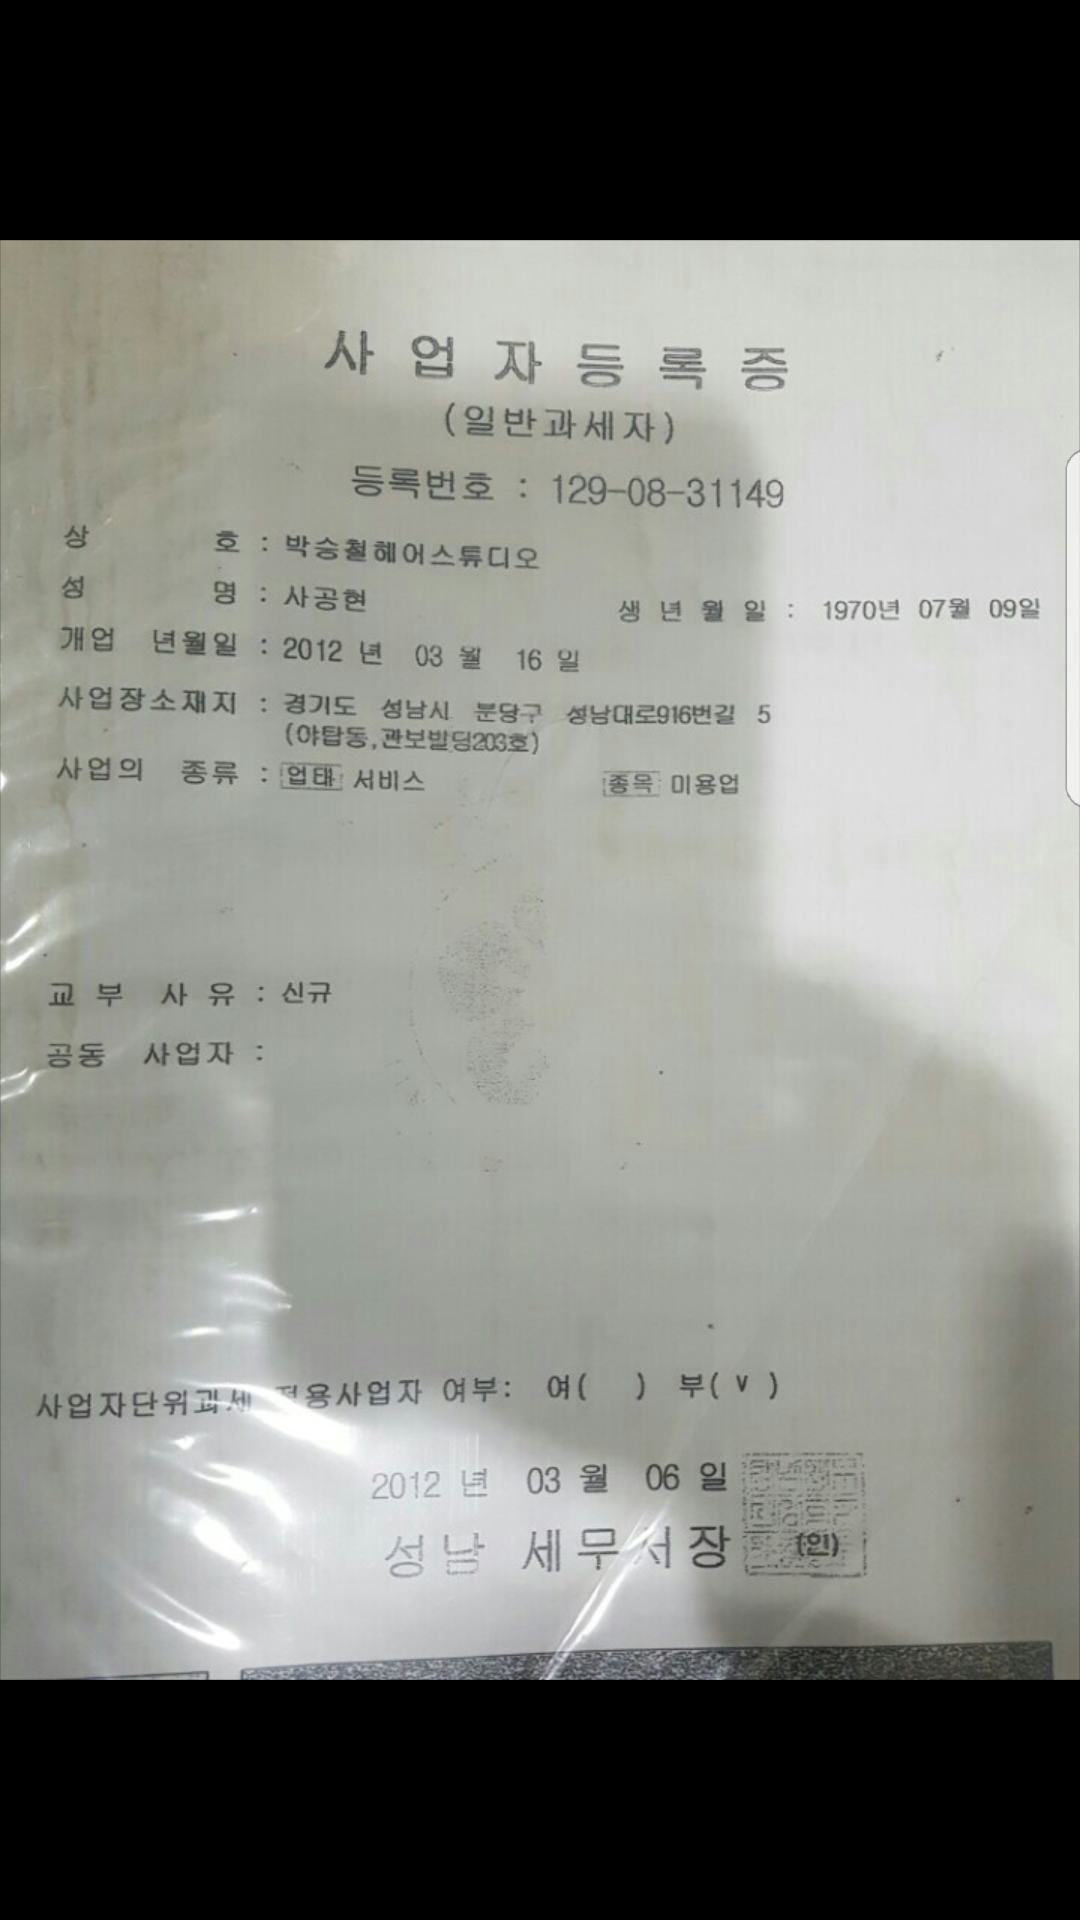 사업자등록증
(일반과세자)
등록번호 : 129-08-31149
상 호 : 박승철헤어스튜디오
성 명 : 사공현 생 년 월 일 : 1970년 07월 09일
개업 년월일 : 2012 년 03 월 16 일
사업장소재지 : 경기도 성남시 분당구 성남대로916번길 5
(야탑동,관보빌딩203호)
사업의 종류 : 업태 서비스 종목 미용업
교 부 사 유 : 신규
공동 사업자 :
사업자단위과세 적용사업자 여부: 여( ) 부( v )
2012 년 03 월 06 일
성남 세무서장
(인)